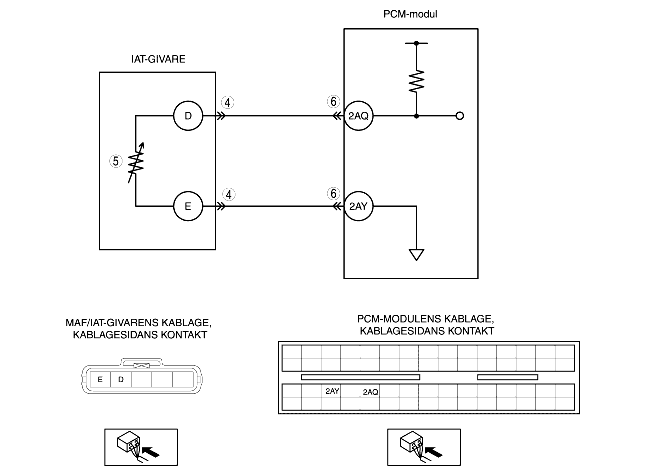 PCM-modul
IAT-GIVARE
D
4
6
2AQ
5
E
4
6
2AY
MAF/IAT-GIVARENS KABLAGE,
KABLAGESIDANS KONTAKT
PCM-MODULENS KABLAGE,
KABLAGESIDANS KONTAKT
E D
2AY 2AQ